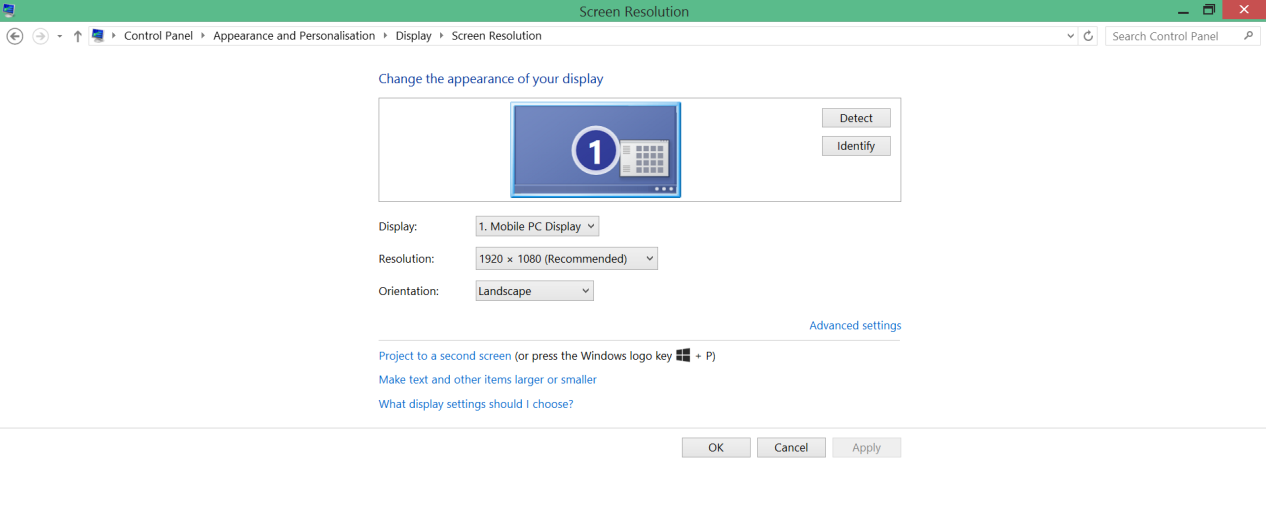 Screen Resolution
Control Panel Appearance and Personalisation Display Screen Resolution Search Control Panel
Change the appearance of your display
1
Detect
Identify
Display: 1. Mobile PC Display
Resolution: 1920 × 1080 (Recommended)
Orientation: Landscape
Advanced settings
Project to a second screen (or press the Windows logo key + P)
Make text and other items larger or smaller
What display settings should I choose?
OK Cancel Apply